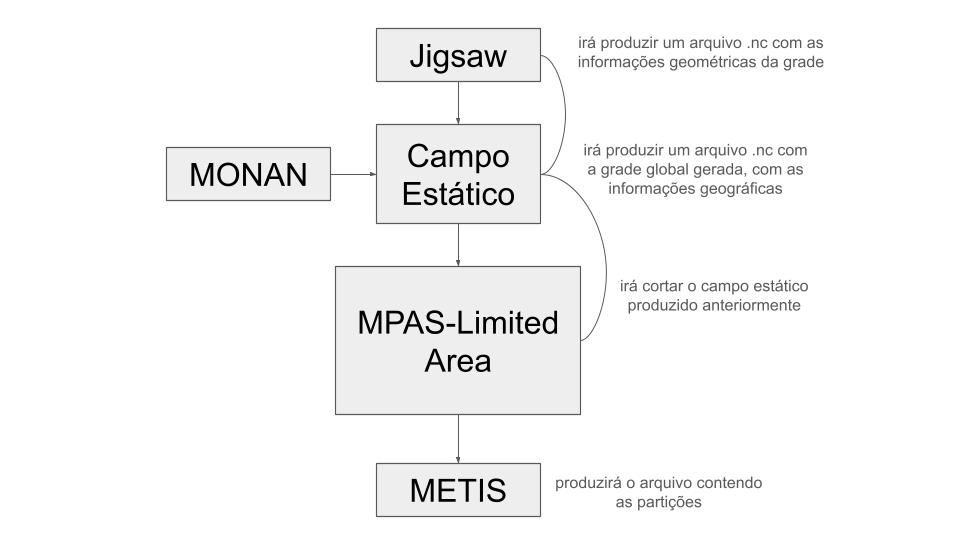 Jigsaw
irá produzir um arquivo .nc com as
informações geométricas da grade
MONAN
Campo
Estático
irá produzir um arquivo .nc com
a grade global gerada, com as
informações geográficas
MPAS-Limited
Area
irá cortar o campo estático
produzido anteriormente
METIS
produzirá o arquivo contendo
as partições